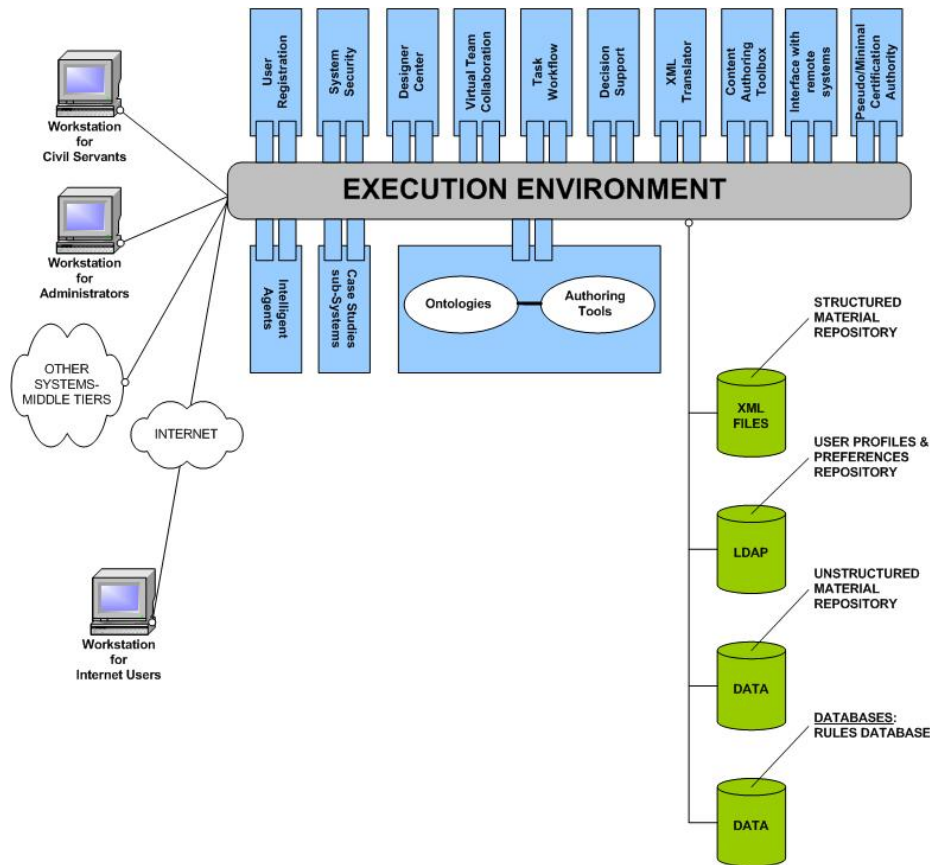 User
Registration
System
Security
Designer
Center
Virtual Team
Collaboration
Task
Workflow
Decision
Support
XML
Translator
Content
Authoring
Toolbox
Interface with
remote
systems
Pseudo/Minimal
Certification
Authority
Workstation
for
Civil Servants
EXECUTION ENVIRONMENT
Workstation
for
Administrators
Intelligent
Agents
Case Studies
sub-Systems
Ontologies
Authoring
Tools
OTHER
SYSTEMS-
MIDDLE TIERS
INTERNET
Workstation
for
Internet Users
STRUCTURED
MATERIAL
REPOSITORY
XML
FILES
USER PROFILES &
PREFERENCES
REPOSITORY
LDAP
UNSTRUCTURED
MATERIAL
REPOSITORY
DATA
DATABASES:
RULES DATABASE
DATA